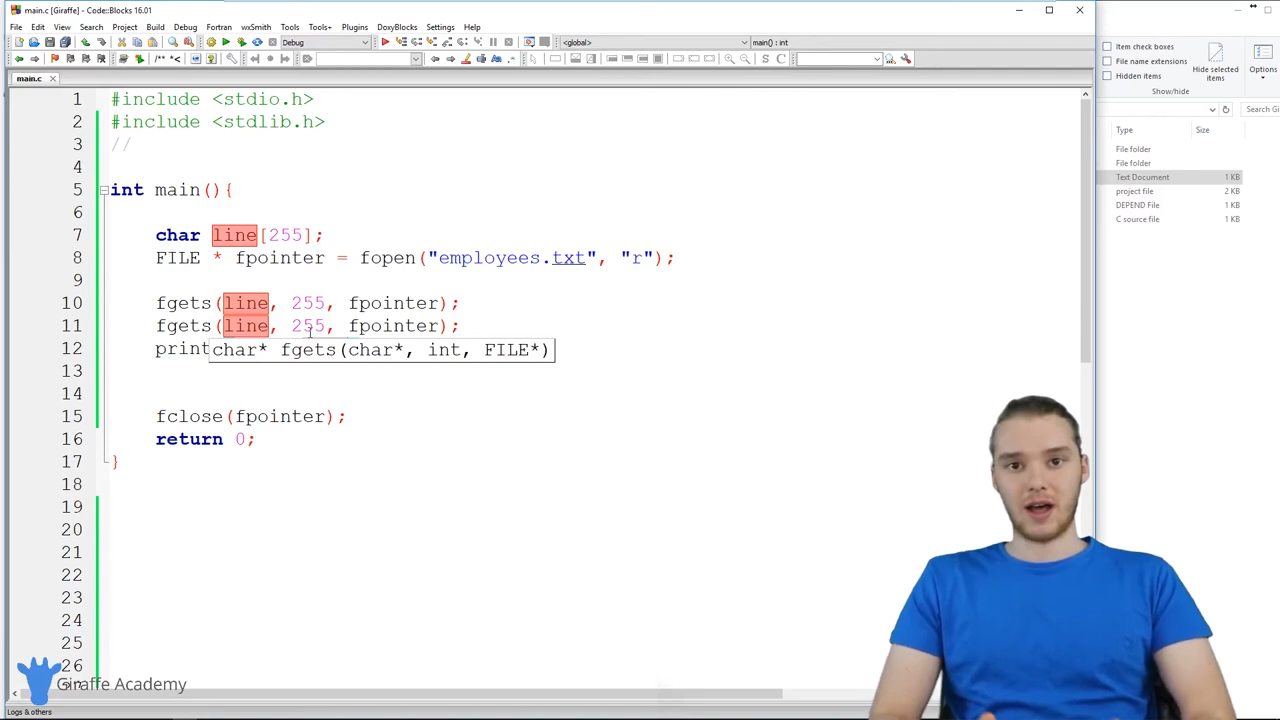 main.c [Giraffe] - Code::Blocks 16.01
File Edit View Search Project Build Debug Fortran wxSmith Tools Tools+ Plugins DoxyBlocks Settings Help
Debug
<global>
main() : int
/** *<
S C
main.c
1 #include <stdio.h>
2 #include <stdlib.h>
3 //
4
5 int main(){
6
7 char line[255];
8 FILE * fpointer = fopen("employees.txt", "r");
9
10 fgets(line, 255, fpointer);
11 fgets(line, 255, fpointer);
12 print
char* fgets(char*, int, FILE*)
13
14
15 fclose(fpointer);
16 return 0;
17 }
18
19
20
21
22
23
24
25
26
Giraffe Academy
Logs & others
Item check boxes
File name extensions
Hidden items
Hide selected
items
Options
Show/hide
Search Gi
Type Size
File folder
File folder
Text Document 1 KB
project file 2 KB
DEPEND File 1 KB
C source file 1 KB